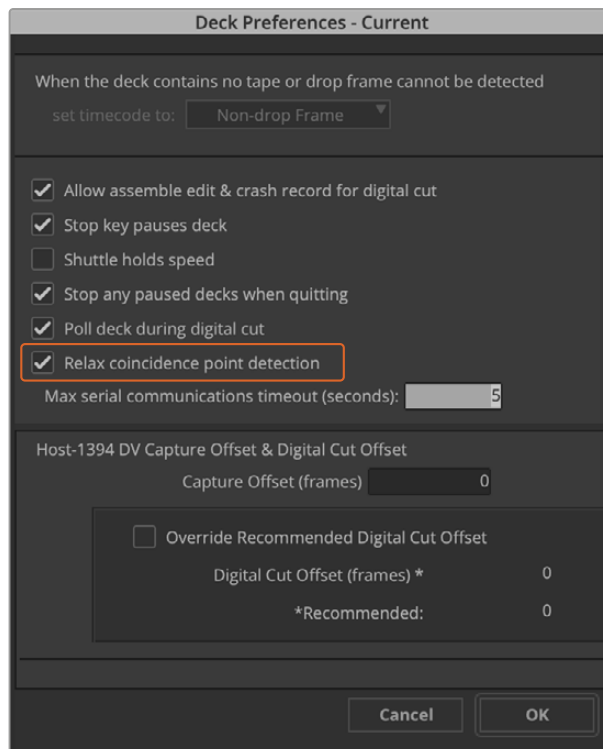 Deck Preferences - Current
When the deck contains no tape or drop frame cannot be detected
set timecode to: Non-drop Frame
Allow assemble edit & crash record for digital cut
Stop key pauses deck
Shuttle holds speed
Stop any paused decks when quitting
Poll deck during digital cut
Relax coincidence point detection
Max serial communications timeout (seconds): 5
Host-1394 DV Capture Offset & Digital Cut Offset
Capture Offset (frames) 0
Override Recommended Digital Cut Offset
Digital Cut Offset (frames) * 0
*Recommended: 0
Cancel OK